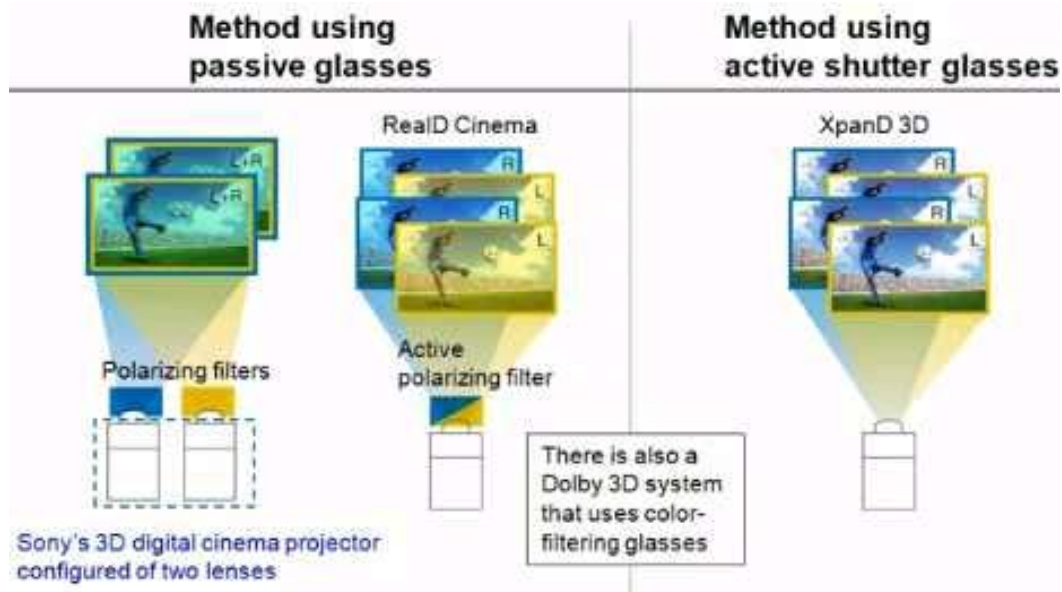 Method using
passive glasses
Method using
active shutter glasses
RealD Cinema
XpanD 3D
L+R
L+R
R
L
R
L
R
L
R
L
Polarizing filters
Active
polarizing filter
There is also a
Dolby 3D system
that uses color-
filtering glasses
Sony's 3D digital cinema projector
configured of two lenses